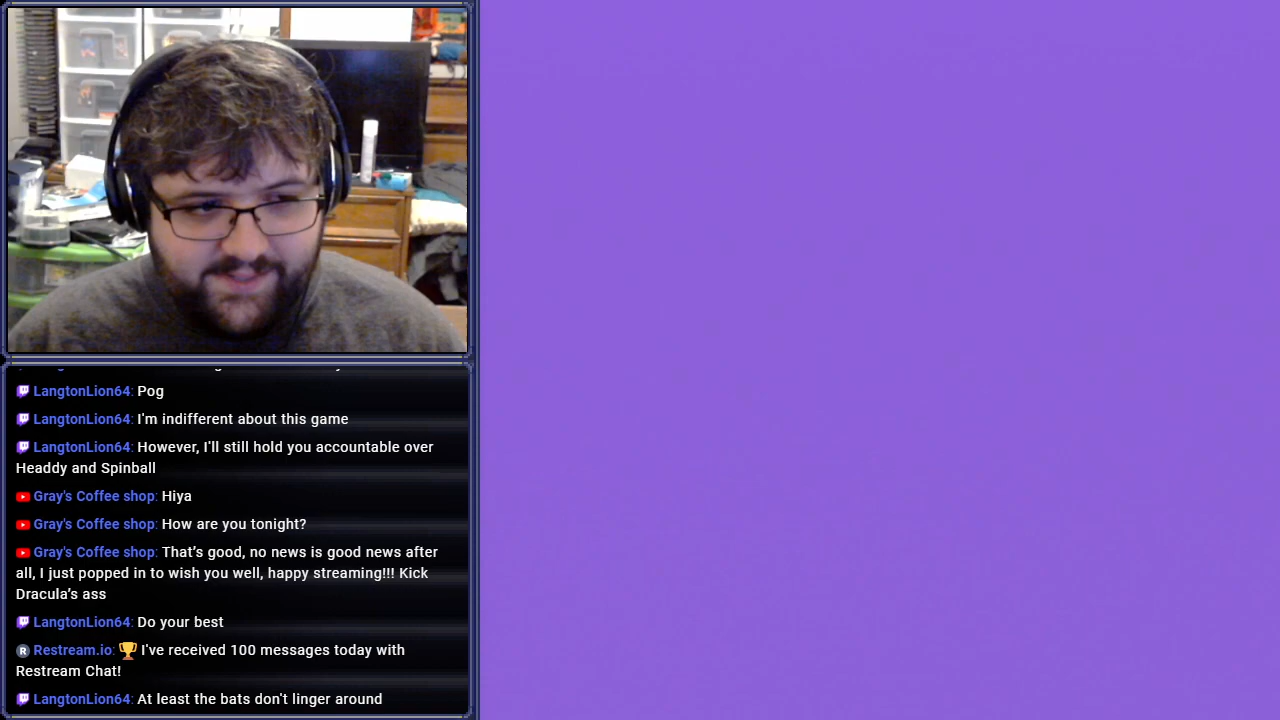 LangtonLion64: Pog
LangtonLion64: I'm indifferent about this game
LangtonLion64: However, I'll still hold you accountable over
Headdy and Spinball
Gray's Coffee shop: Hiya
Gray's Coffee shop: How are you tonight?
Gray's Coffee shop: That's good, no news is good news after
all, I just popped in to wish you well, happy streaming!!! Kick
Dracula's ass
LangtonLion64: Do your best
Restream.io: 🏆 I've received 100 messages today with
Restream Chat!
LangtonLion64: At least the bats don't linger around